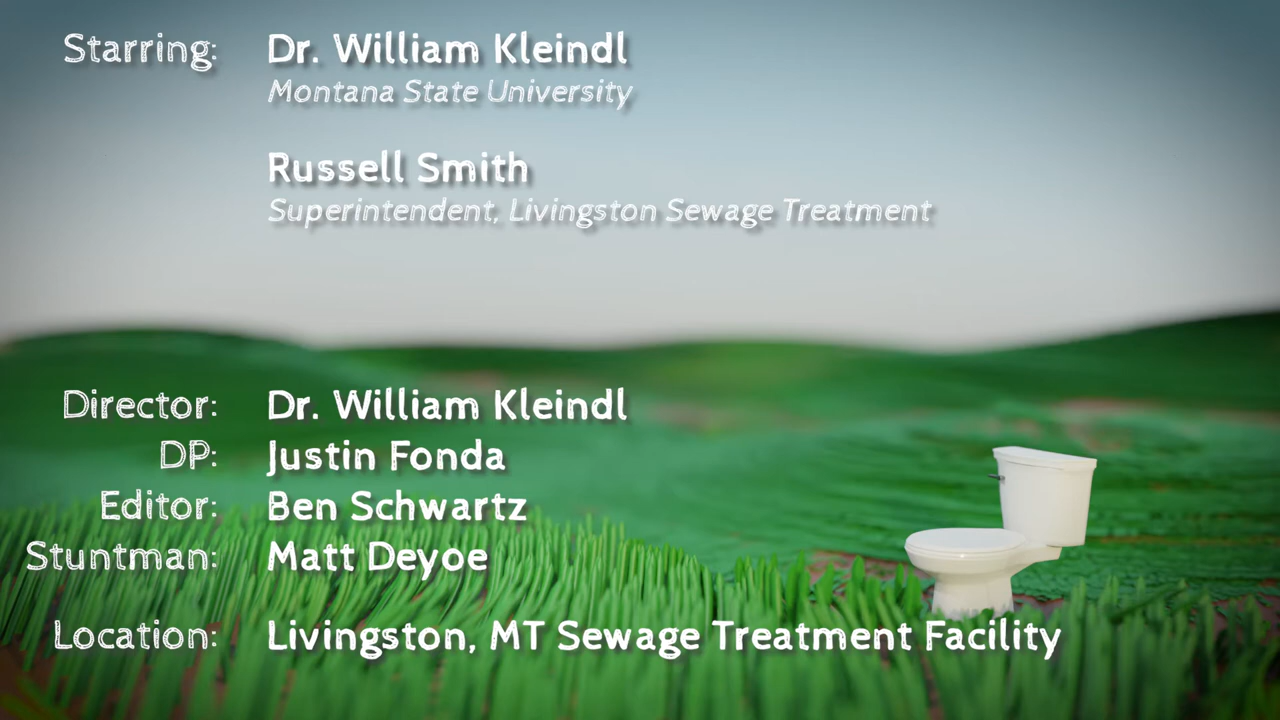 Starring: Dr. William Kleindl
Montana State University
Russell Smith
Superintendent, Livingston Sewage Treatment
Director: Dr. William Kleindl
DP: Justin Fonda
Editor: Ben Schwartz
Stuntman: Matt Deyoe
Location: Livingston, MT Sewage Treatment Facility